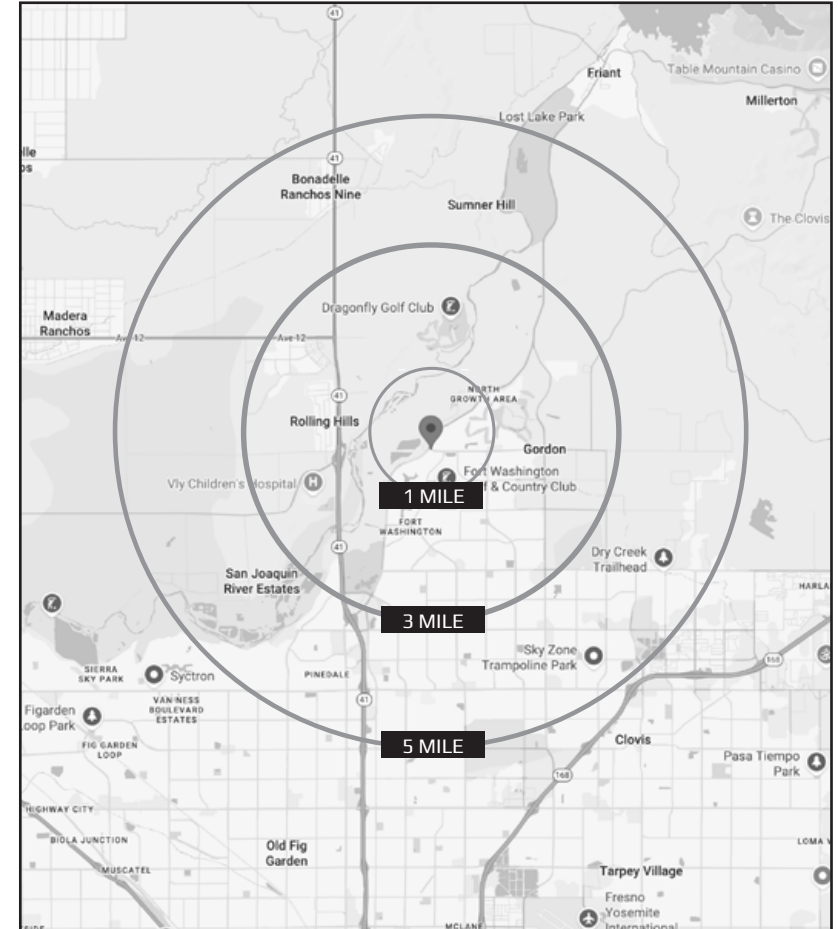 41
Friant
Table Mountain Casino
Millerton
Lost Lake Park
41
Bonadelle
Ranchos Nine
Sumner Hill
The Clovis
Dragonfly Golf Club
Madera
Ranchos
Ave 12
Ave 12
41
NORTH
GROWTH AREA
Rolling Hills
Gordon
Vly Children's Hospital
H
Fort Washington
f & Country Club
1 MILE
FORT
WASHINGTON
41
Dry Creek
Trailhead
San Joaquin
River Estates
HARLA
3 MILE
Sky Zone
Trampoline Park
168
SIERRA
SKY PARK
Syctron
PINEDALE
VAN NESS
BOULEVARD
ESTATES
41
Figarden
Loop Park
FIG GARDEN
LOOP
5 MILE
Clovis
Pasa Tiempo
Park
168
HIGHWAY CITY
BIOLA JUNCTION
Old Fig
Garden
LOMA V
MUSCATEL
Tarpey Village
Fresno
Yosemite
International
MCLANE